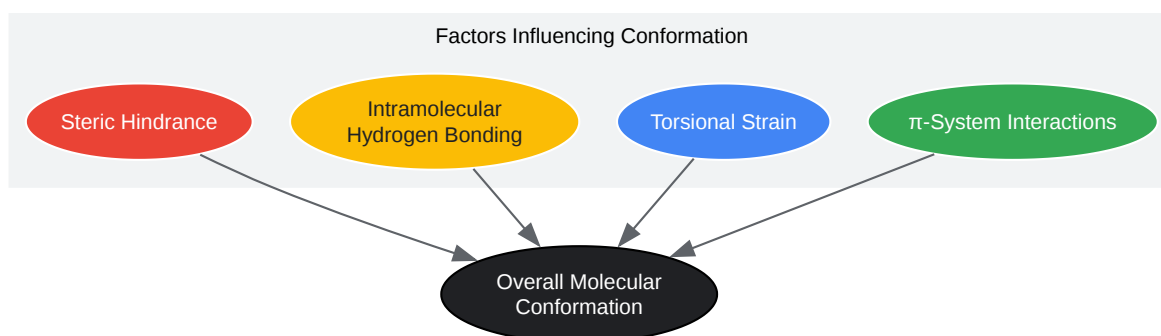 Factors Influencing Conformation
Steric Hindrance
Intramolecular
Hydrogen Bonding
Torsional Strain
π-System Interactions
Overall Molecular
Conformation